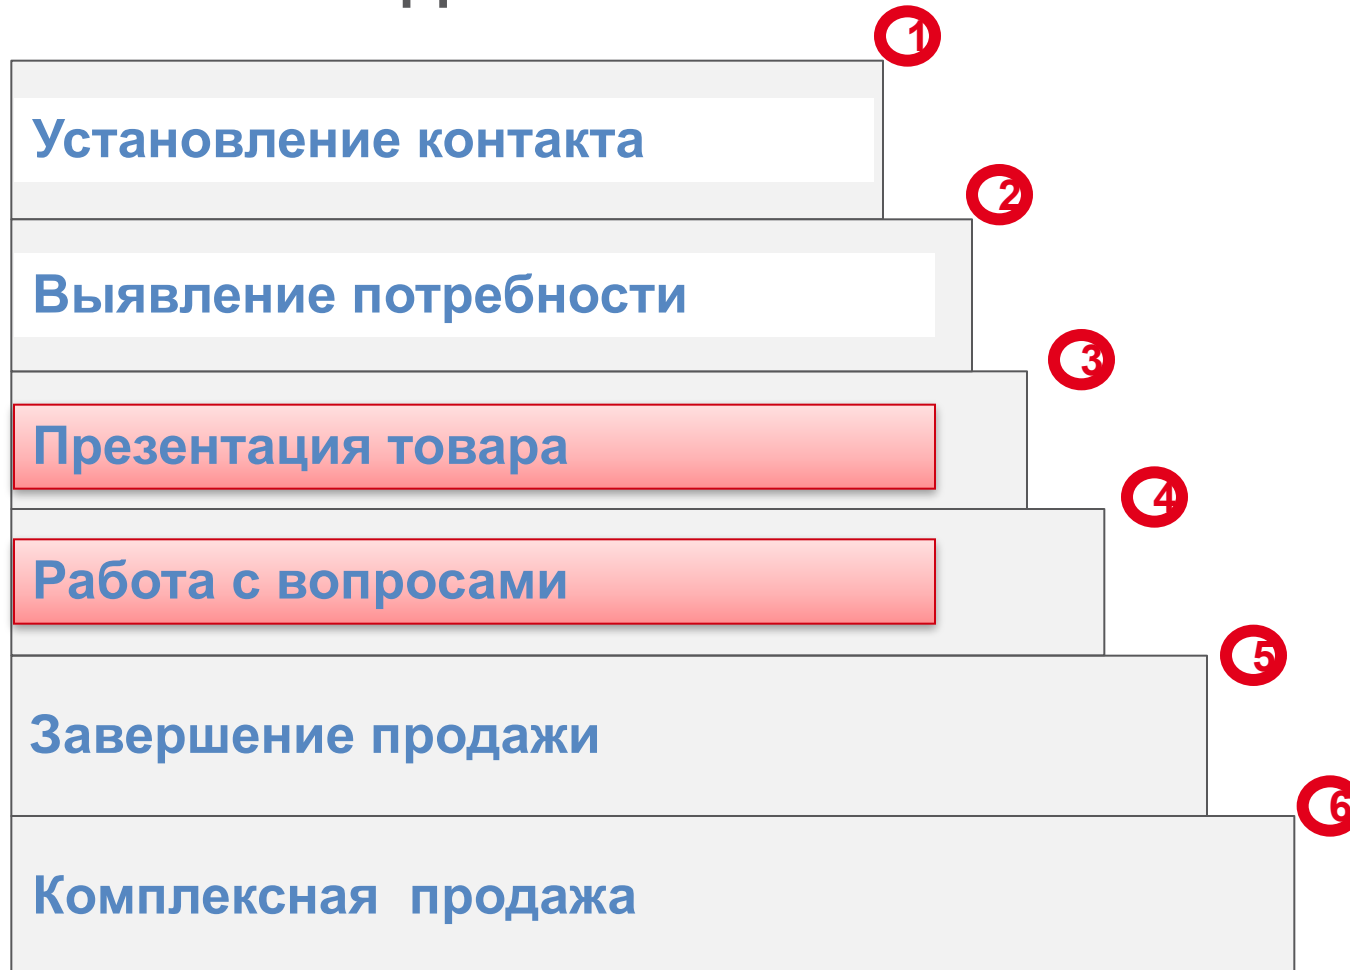 1
Установление контакта
2
Выявление потребности
3
Презентация товара
4
Работа с вопросами
5
Завершение продажи
6
Комплексная продажа